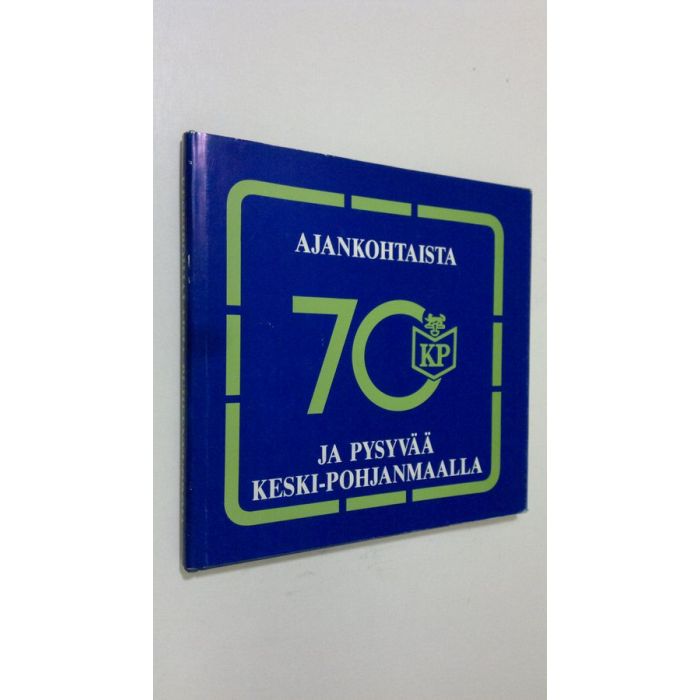 AJANKOHTAISTA
70
KP
JA PYSYVÄÄ
KESKI-POHJANMAALLA